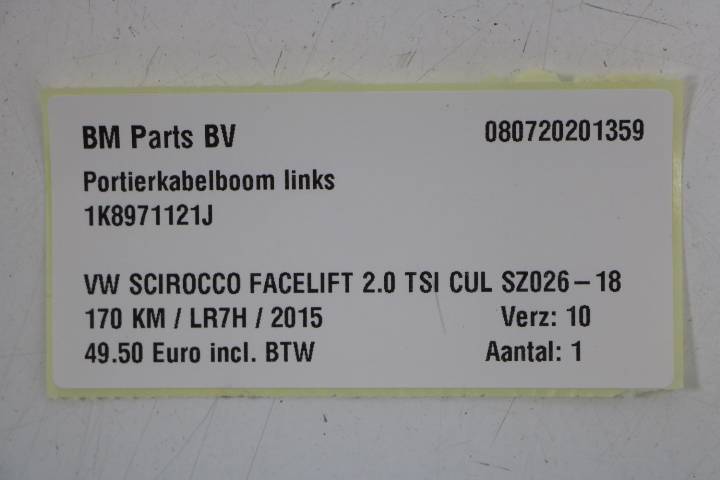 BM Parts BV 080720201359
Portierkabelboom links
1K8971121J
VW SCIROCCO FACELIFT 2.0 TSI CUL SZ026-18
170 KM / LR7H / 2015 Verz: 10
49.50 Euro incl. BTW Aantal: 1